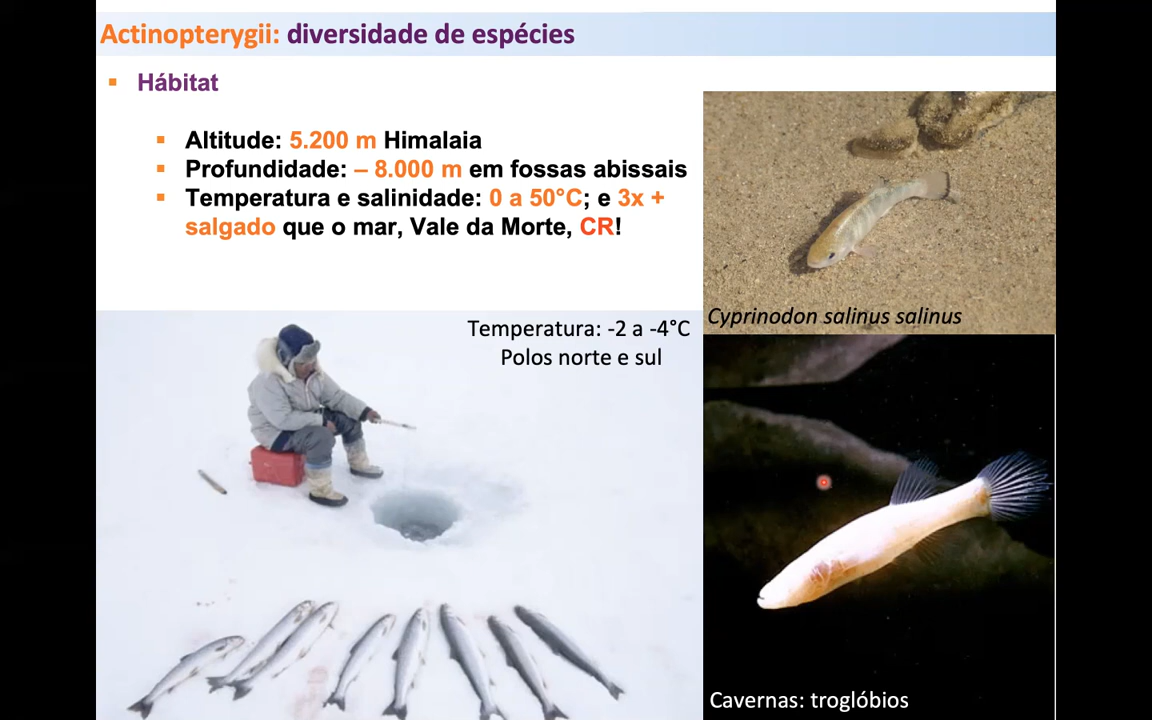 Actinopterygii: diversidade de espécies
Hábitat
Altitude: 5.200 m Himalaia
Profundidade: – 8.000 m em fossas abissais
Temperatura e salinidade: 0 a 50°C; e 3x +
salgado que o mar, Vale da Morte, CR!
Cyprinodon salinus salinus
Temperatura: -2 a -4°C
Polos norte e sul
Cavernas: troglóbios